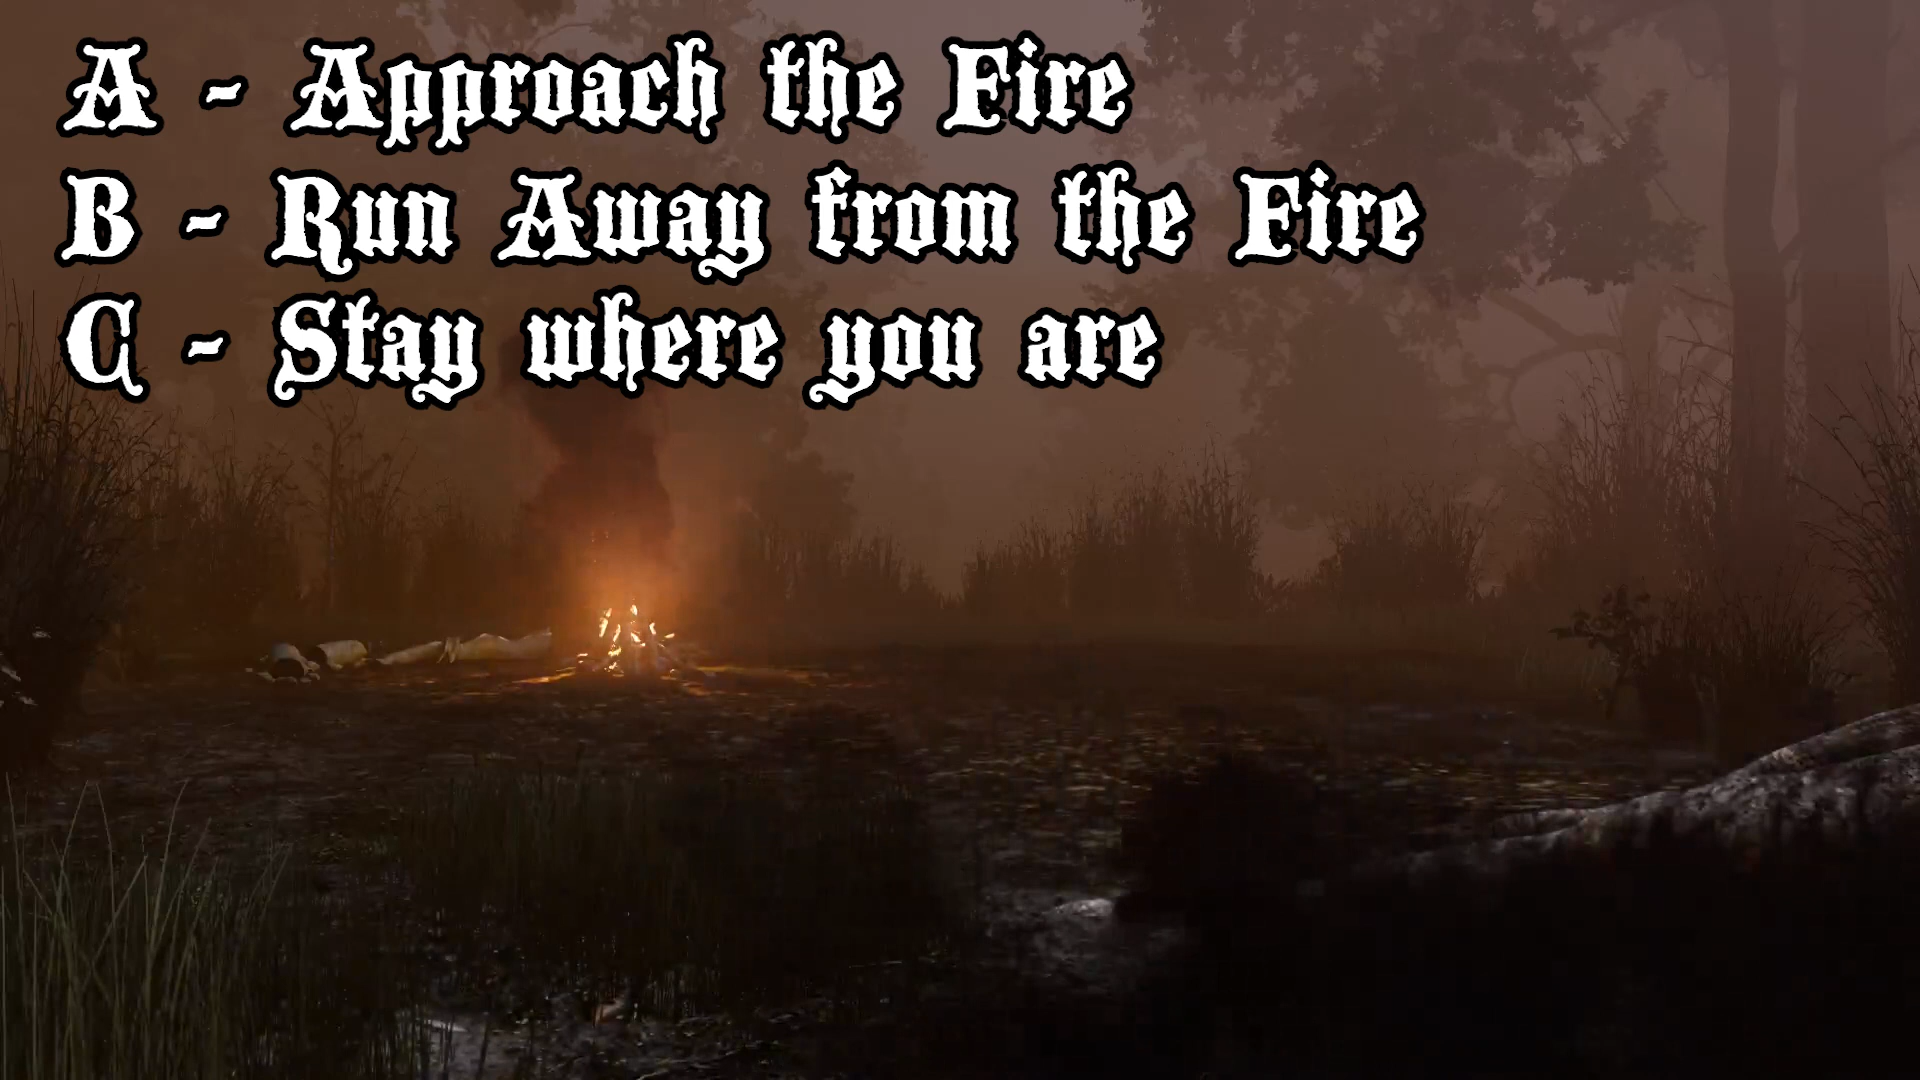 A - Approach the Fire
B - Run Away from the Fire
C - Stay where you are